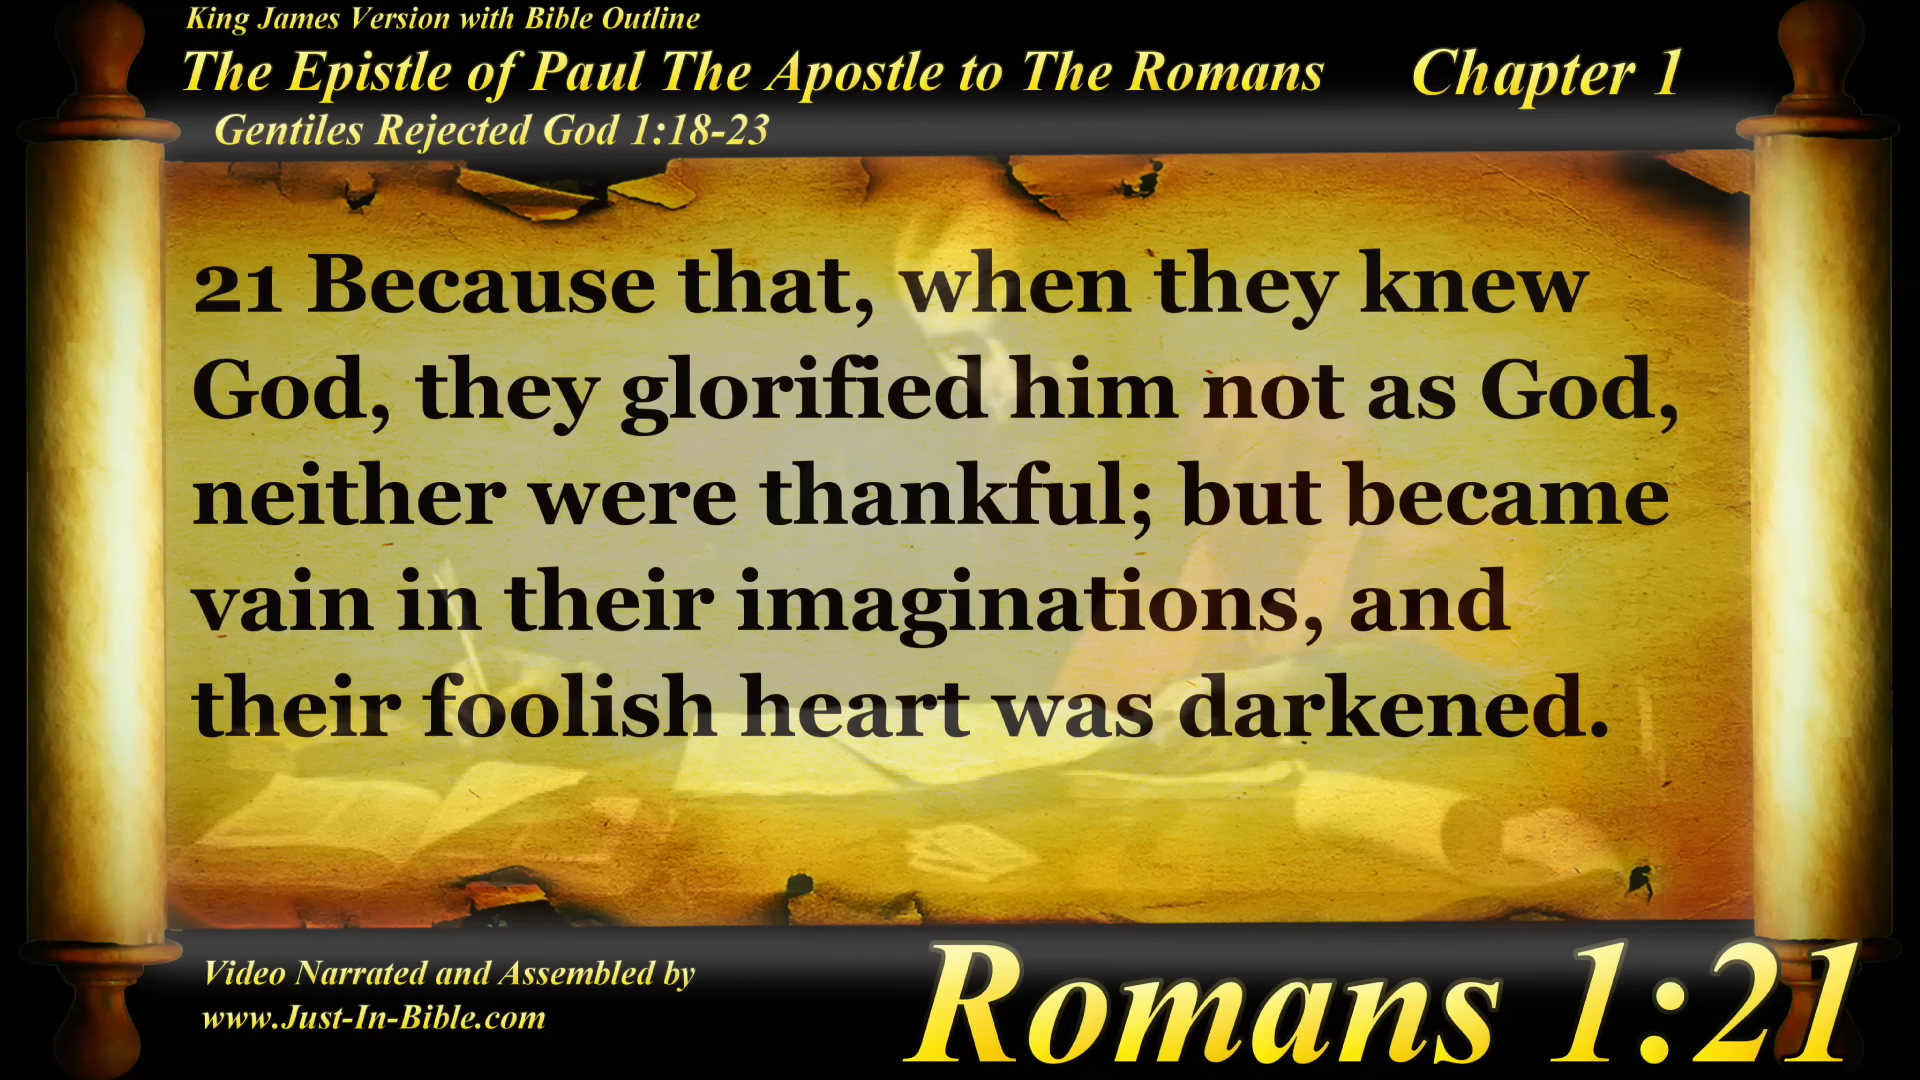 King James Version with Bible Outline
The Epistle of Paul The Apostle to The Romans Chapter 1
Gentiles Rejected God 1:18-23
21 Because that, when they knew
God, they glorified him not as God,
neither were thankful; but became
vain in their imaginations, and
their foolish heart was darkened.
Video Narrated and Assembled by
www.Just-In-Bible.com
Romans 1:21